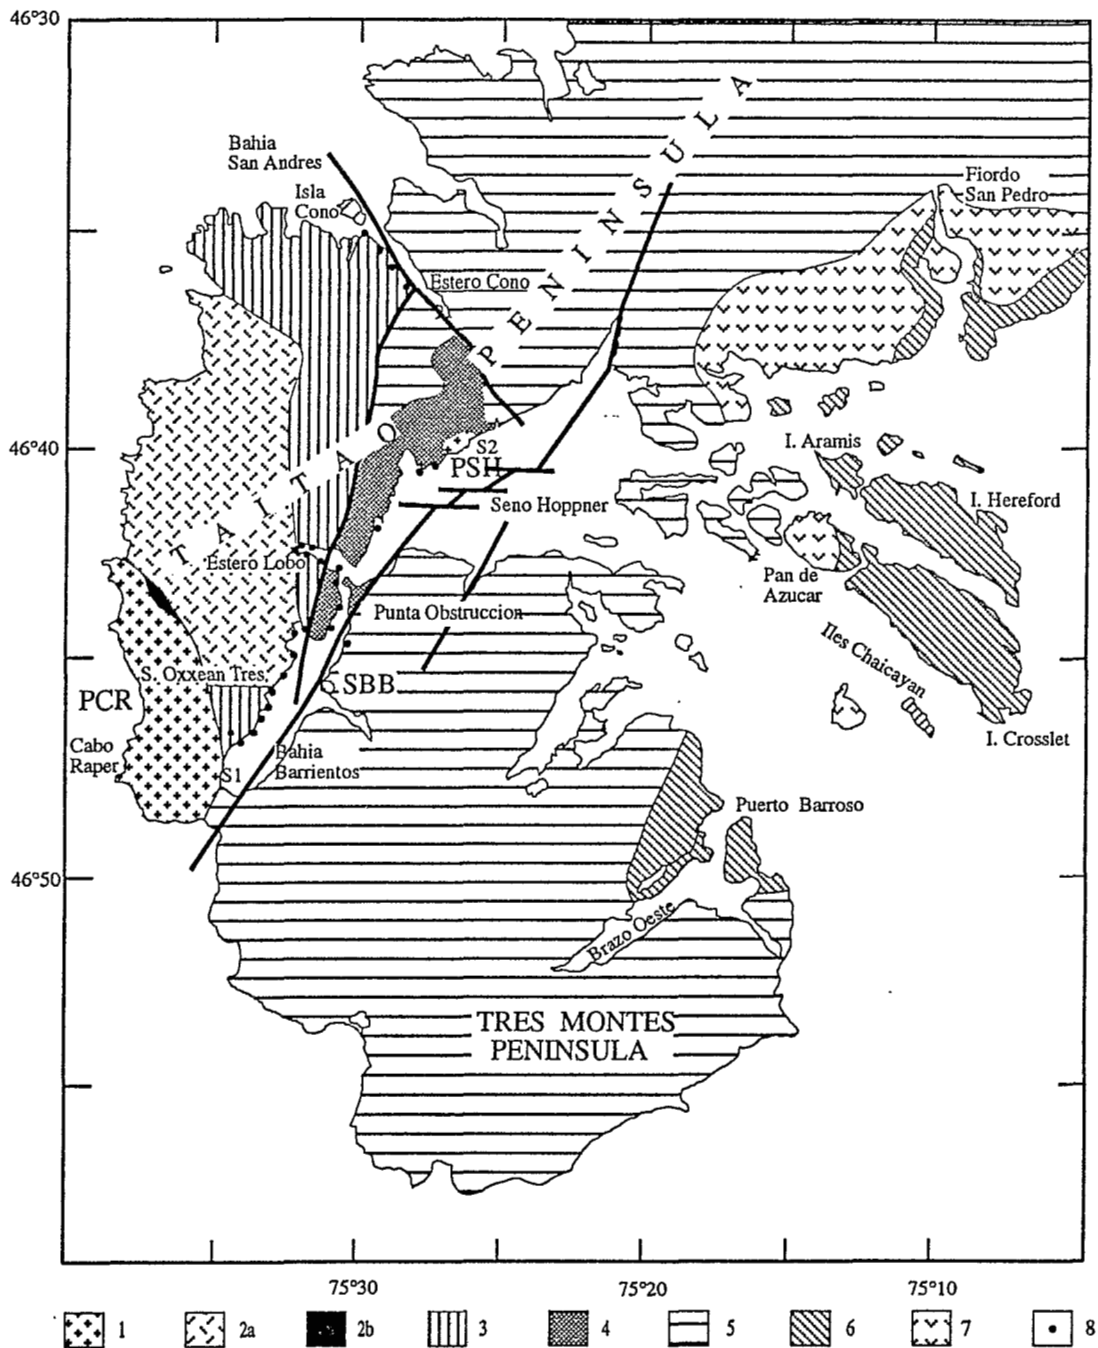 46°30
Bahia
San Andres
Isla
Cono
Fiordo
San Pedro
Estero Cono
TAITAO PENINSULA
46°40
S2
PSH
I. Aramis
Seno Hoppner
I. Hereford
Estero Lobo
Pan de
Azucar
Punta Obstruccion
Iles Chaicayan
S. Oxxean Tres.
SBB
PCR
I. Crosslet
Cabo
Raper
S1
Bahia
Barrientos
Puerto Barroso
46°50
Brazo Oeste
TRES MONTES
PENINSULA
75°30
75°20
75°10
1
2a
2b
3
4
5
6
7
8